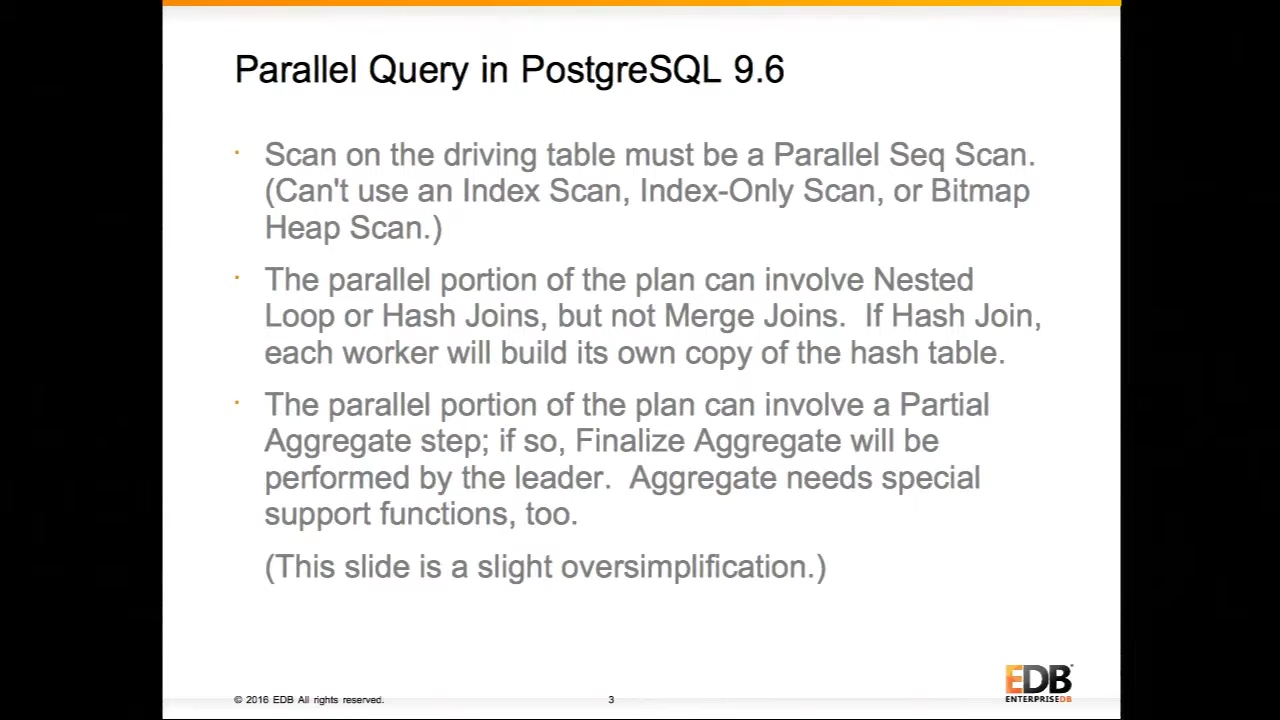 Parallel Query in PostgreSQL 9.6
· Scan on the driving table must be a Parallel Seq Scan.
(Can't use an Index Scan, Index-Only Scan, or Bitmap
Heap Scan.)
· The parallel portion of the plan can involve Nested
Loop or Hash Joins, but not Merge Joins.  If Hash Join,
each worker will build its own copy of the hash table.
· The parallel portion of the plan can involve a Partial
Aggregate step; if so, Finalize Aggregate will be
performed by the leader.  Aggregate needs special
support functions, too.
(This slide is a slight oversimplification.)
© 2016 EDB All rights reserved.
3
EDB
ENTERPRISEDB